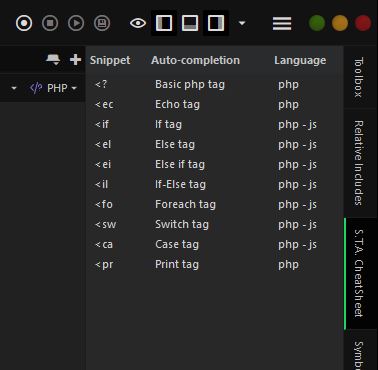 Snippet Auto-completion Language
<? Basic php tag php
<ec Echo tag php
<if If tag php - js
<el Else tag php - js
<ei Else if tag php - js
<il If-Else tag php - js
<fo Foreach tag php - js
<sw Switch tag php - js
<ca Case tag php - js
<pr Print tag php
PHP
Toolbox
Relative Includes
S.T.A. CheatSheet
Symb